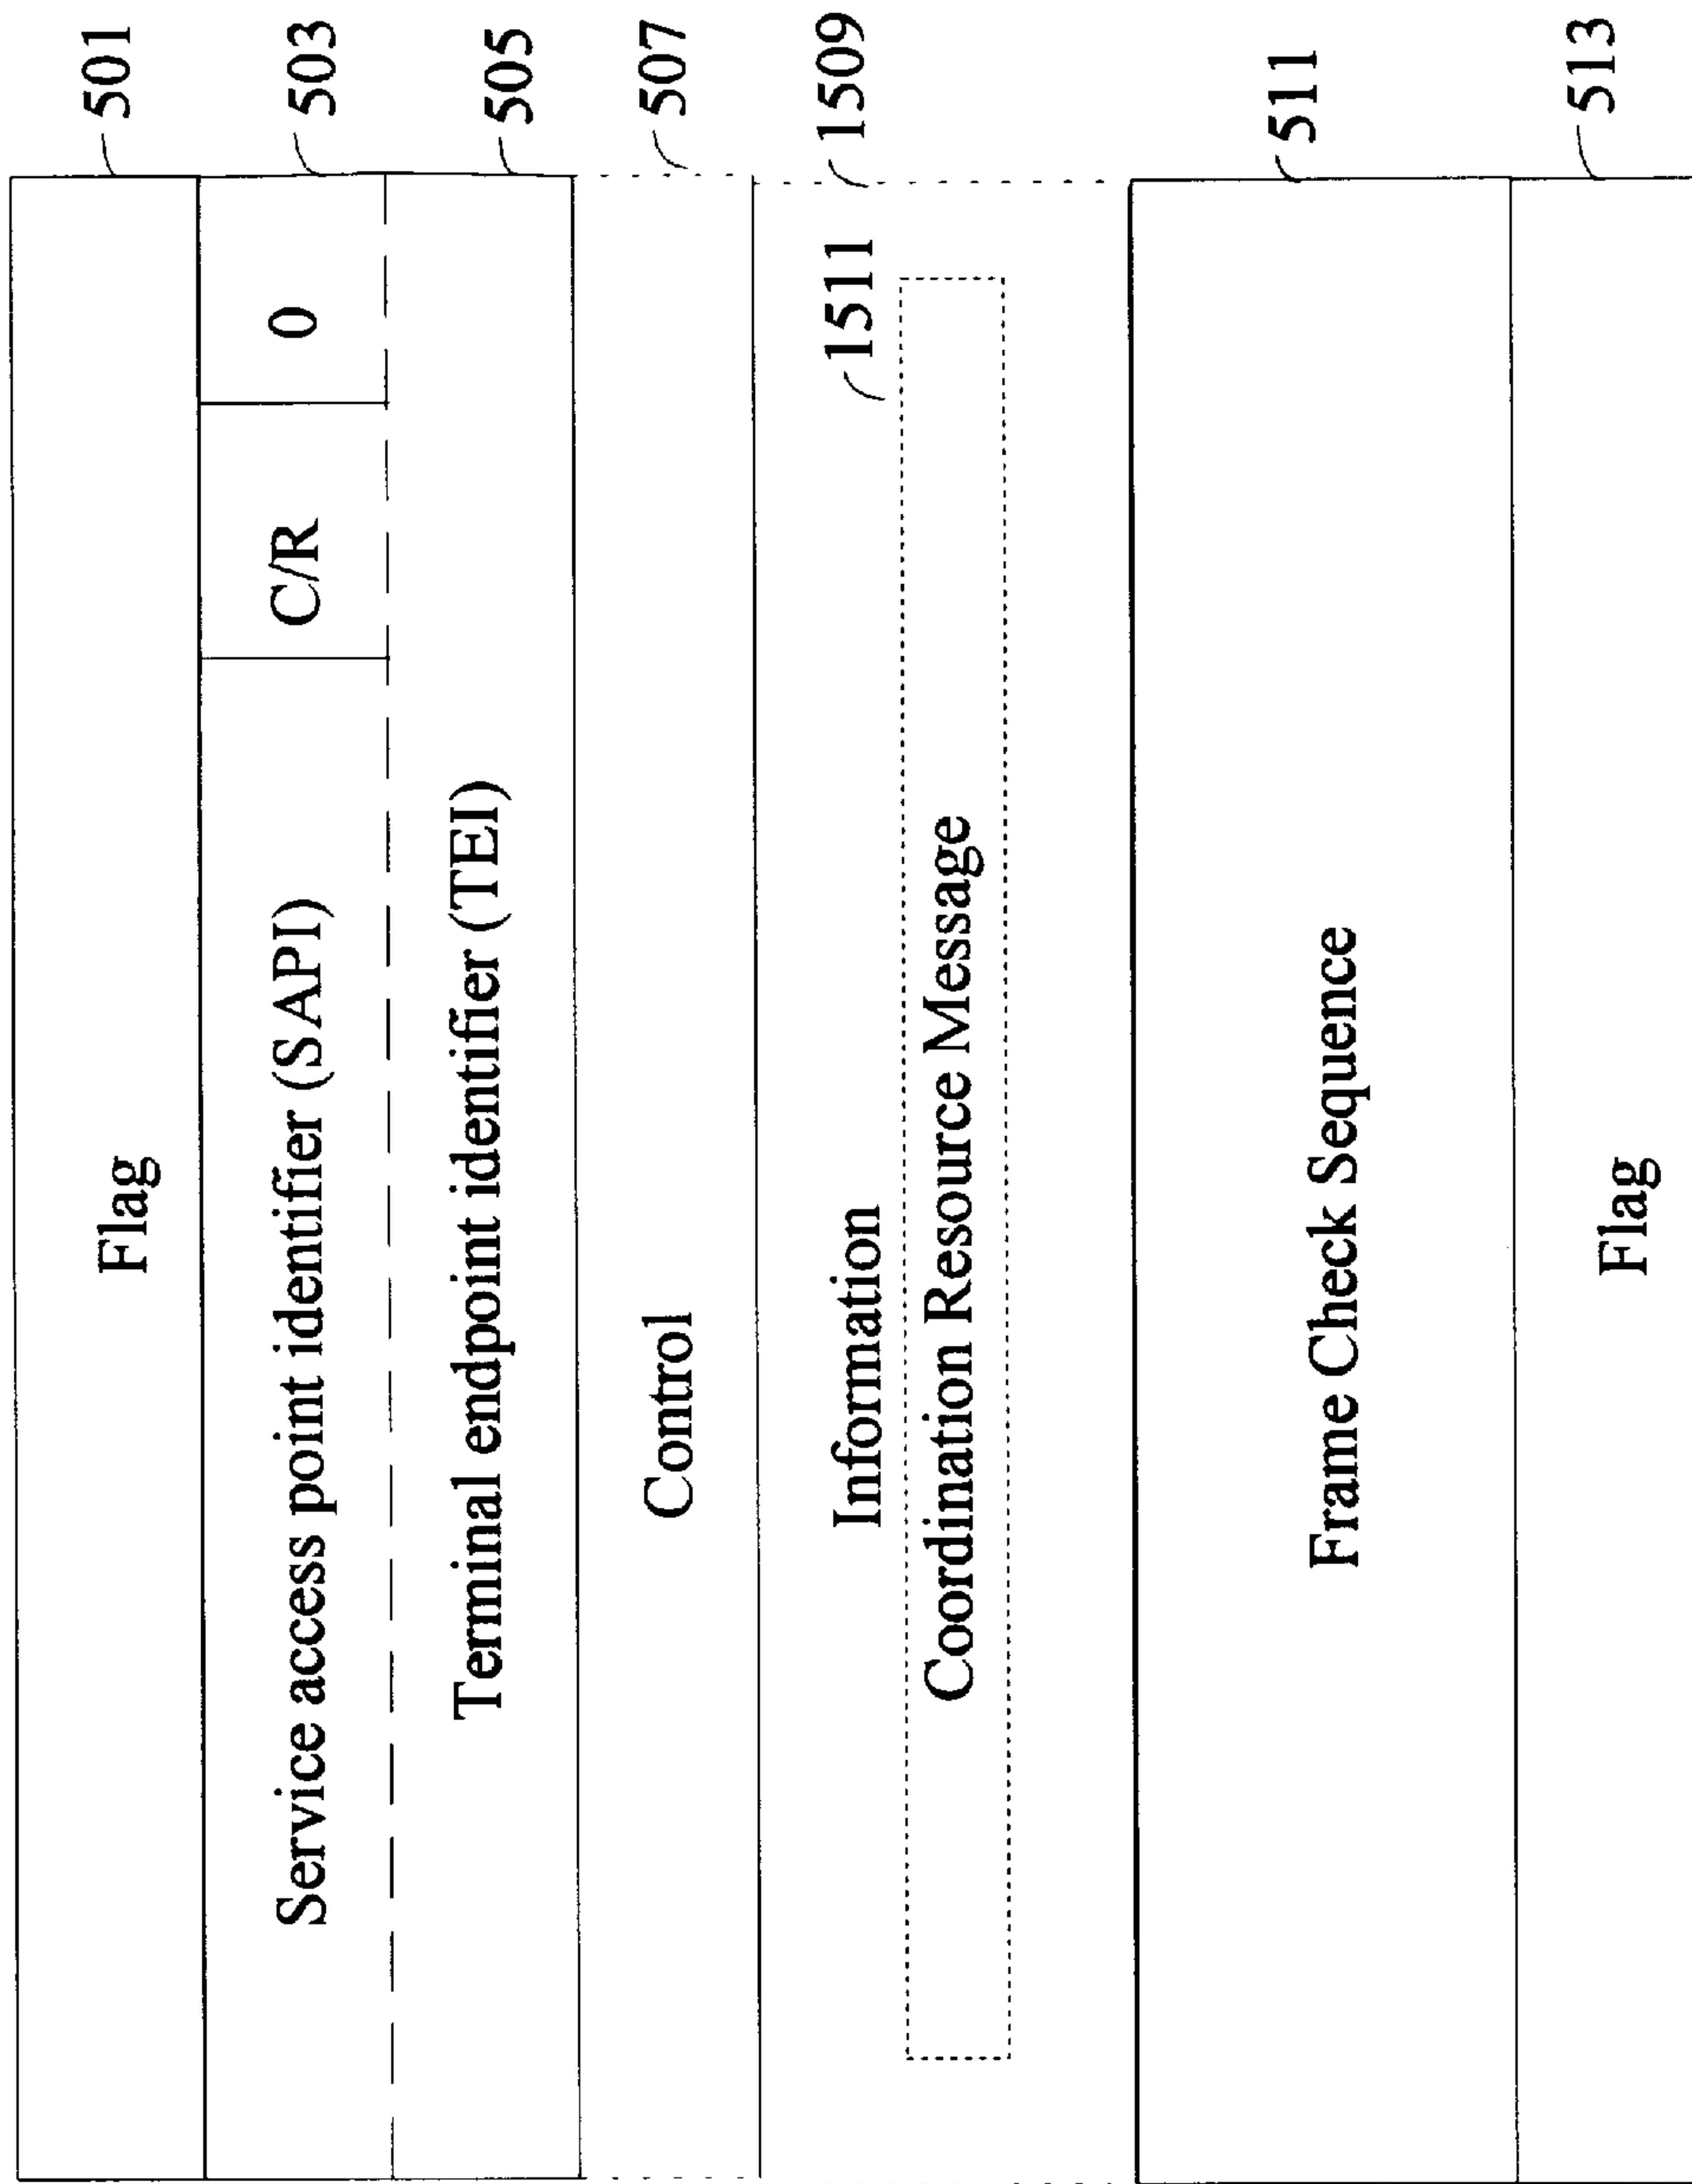 Flag 501
Service access point identifier (SAPI) C/R 0 503
Terminal endpoint identifier (TEI) 505
Control 507
Information 1511 1509
Coordination Resource Message
Frame Check Sequence 511
Flag 513